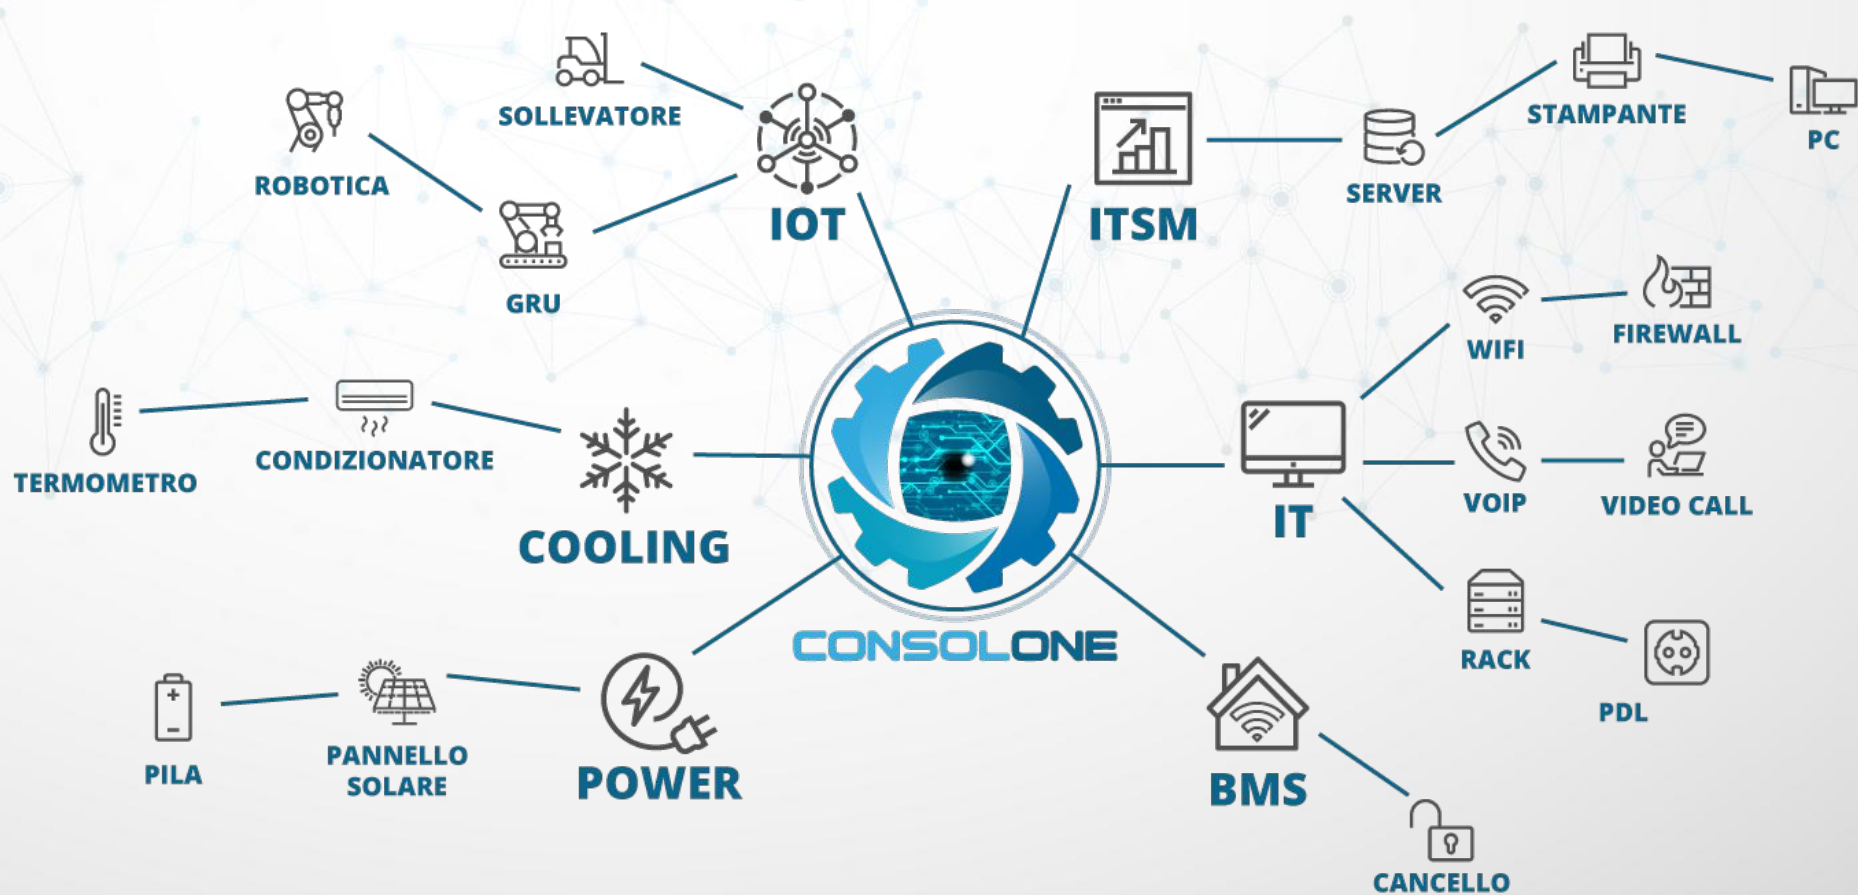 SOLLEVATORE
ROBOTICA
GRU
IOT
ITSM
SERVER
STAMPANTE
PC
WIFI
FIREWALL
TERMOMETRO
CONDIZIONATORE
COOLING
IT
VOIP
VIDEO CALL
CONSOLONE
RACK
PDL
PILA
PANNELLO
SOLARE
POWER
BMS
CANCELLO